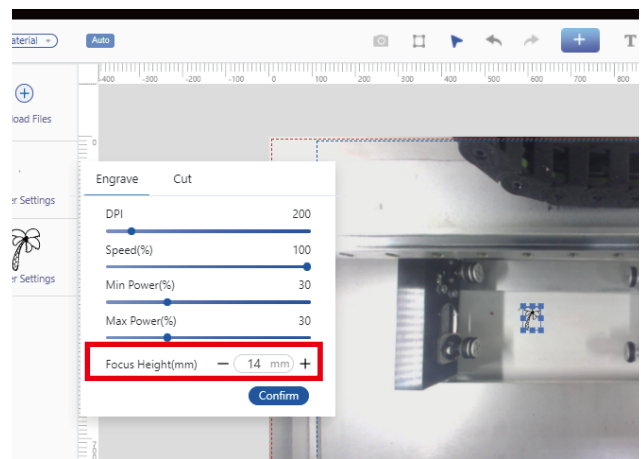 aterial
Auto
T
-400 -300 -200 -100 0 100 200 300 400 500 600 700 800
oad Files
0
Engrave Cut
DPI 200
er Settings
Speed(%) 100
Min Power(%) 30
er Settings
Max Power(%) 30
Focus Height(mm) − 14 mm +
Confirm